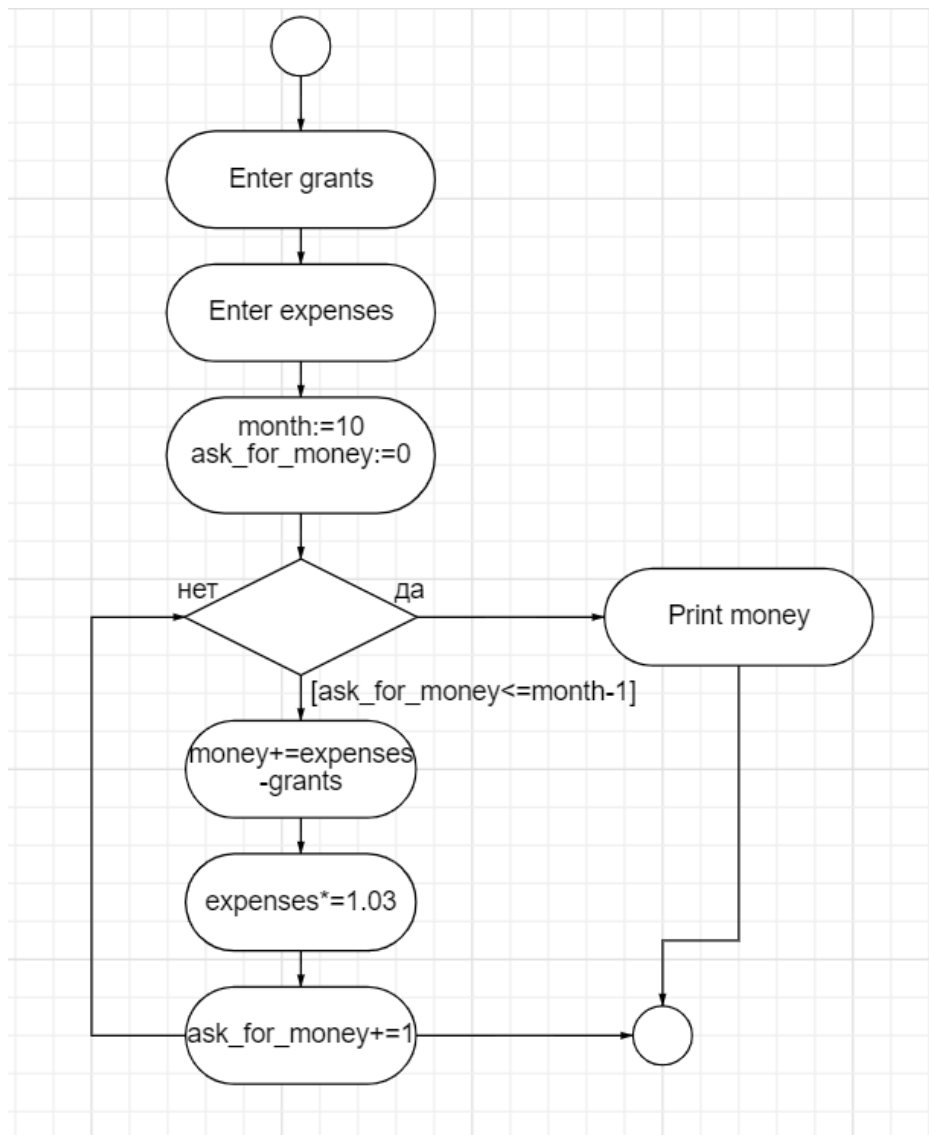 Enter grants
Enter expenses
month:=10
ask_for_money:=0
нет
да
Print money
[ask_for_money<=month-1]
money+=expenses
-grants
expenses*=1.03
ask_for_money+=1